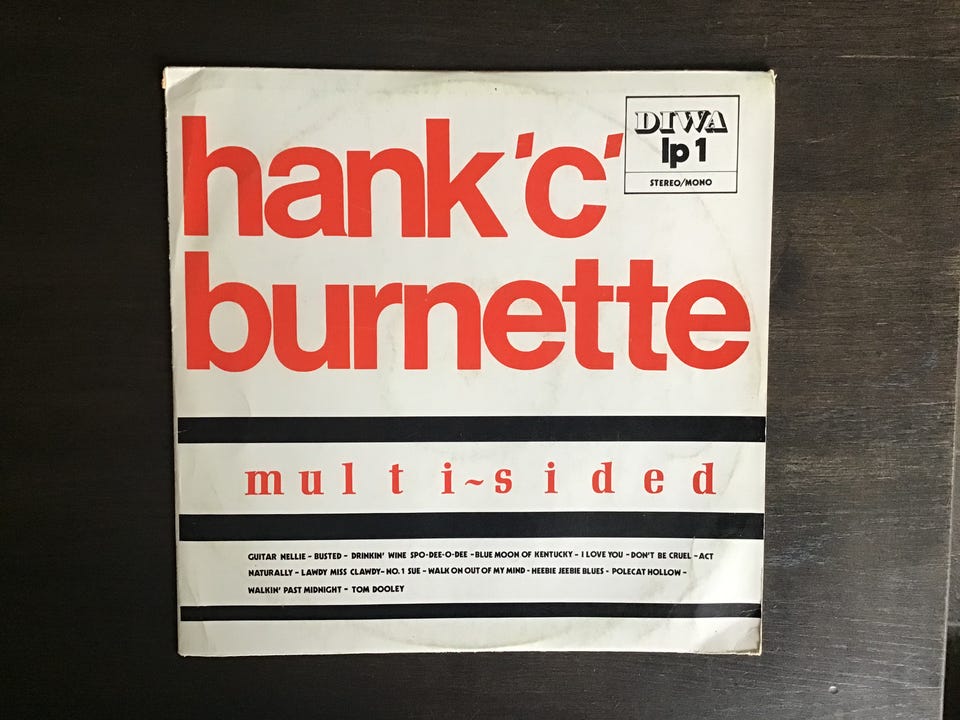 hank 'c'
burnette
DIWA
lp 1
STEREO/MONO
multi~sided
GUITAR NELLIE – BUSTED – DRINKIN' WINE SPO-DEE-O-DEE – BLUE MOON OF KENTUCKY – I LOVE YOU – DON'T BE CRUEL – ACT
NATURALLY – LAWDY MISS CLAWDY – NO. 1 SUE – WALK ON OUT OF MY MIND - HEEBIE JEEBIE BLUES - POLECAT HOLLOW –
WALKIN' PAST MIDNIGHT – TOM DOOLEY